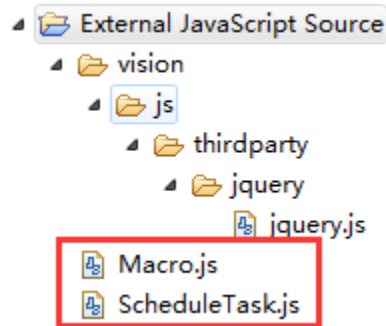 External JavaScript Source
vision
js
thirdparty
jquery
jquery.js
Macro.js
ScheduleTask.js